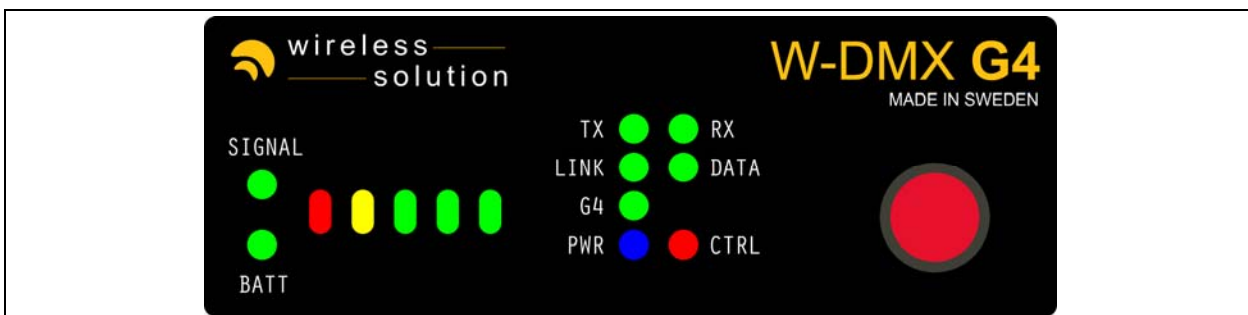 wireless
solution
W-DMX G4
MADE IN SWEDEN
SIGNAL
BATT
TX RX
LINK DATA
G4
PWR CTRL